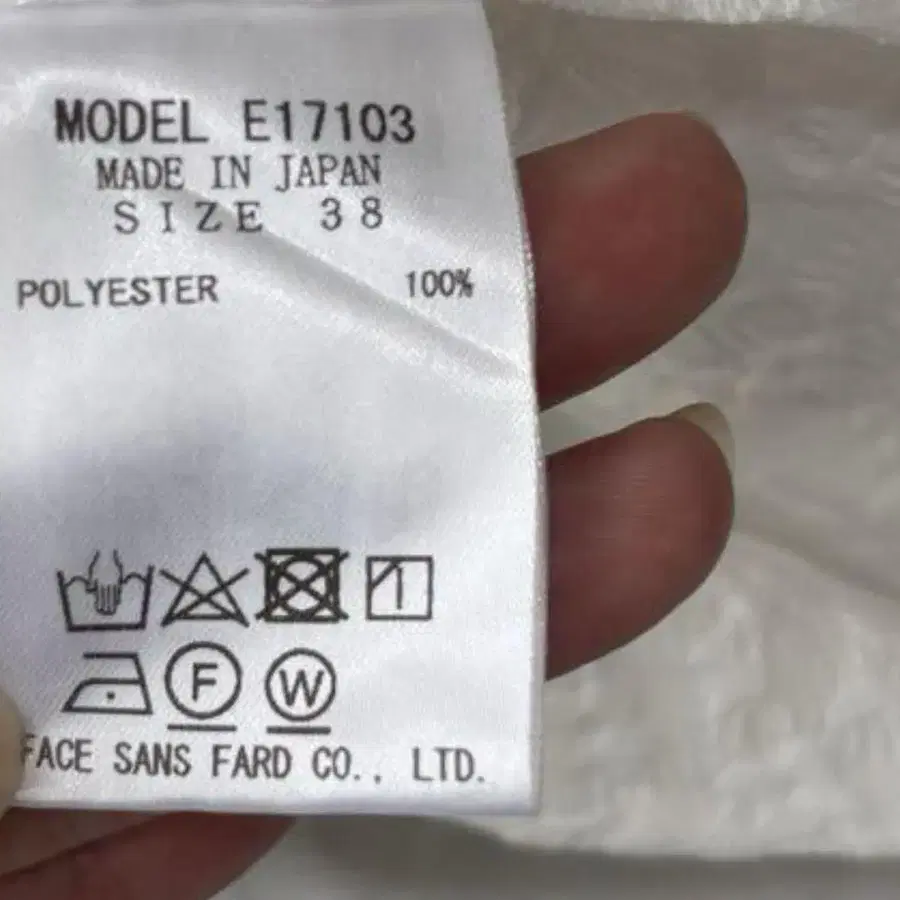 MODEL E17103
MADE IN JAPAN
SIZE 38
POLYESTER 100%
F W
FACE SANS FARD CO., LTD.